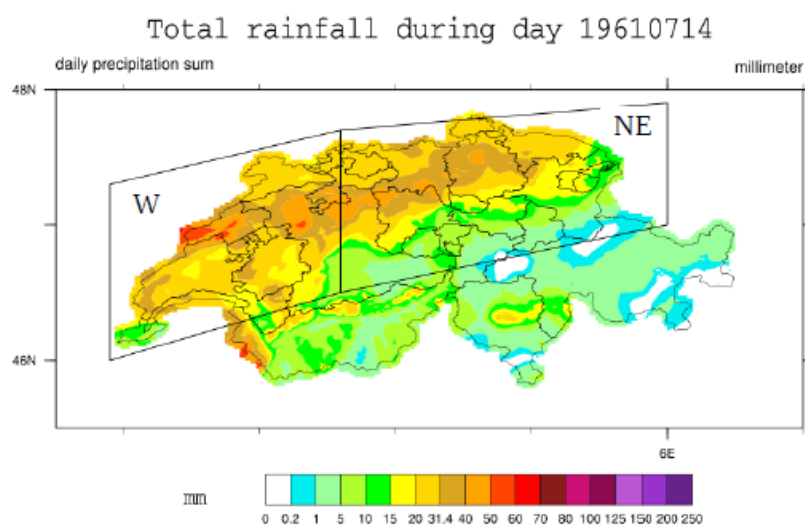 Total rainfall during day 19610714
daily precipitation sum millimeter
48N
NE
W
46N
6E
mm
0 0.2 1 5 10 15 20 31.4 40 50 60 70 80 100 125 150 200 250